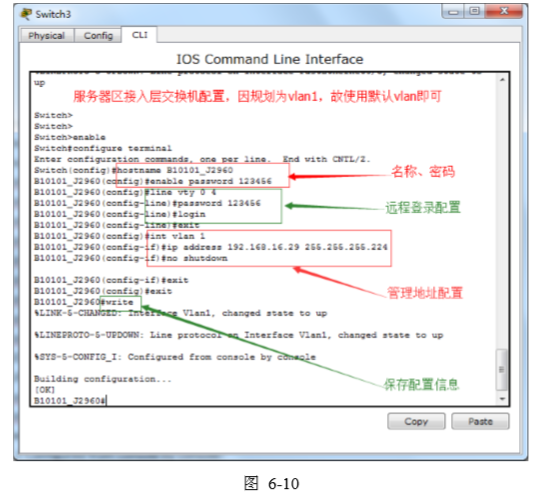 Switch3
Physical Config CLI
IOS Command Line Interface
up
服务器区接入层交换机配置，因规划为vlan1，故使用默认vlan即可
Switch>
Switch>
Switch>enable
Switch#configure terminal
Enter configuration commands, one per line. End with CNTL/Z.
Switch(config)#hostname B10101_J2960
名称、密码
B10101_J2960(config)#enable password 123456
B10101_J2960(config)#line vty 0 4
B10101_J2960(config-line)#password 123456
远程登录配置
B10101_J2960(config-line)#login
B10101_J2960(config-line)#exit
B10101_J2960(config)#int vlan 1
B10101_J2960(config-if)#ip address 192.168.16.29 255.255.255.224
B10101_J2960(config-if)#no shutdown
B10101_J2960(config-if)#exit
管理地址配置
B10101_J2960(config)#exit
B10101_J2960#write
%LINK-5-CHANGED: Interface Vlan1, changed state to up
%LINEPROTO-5-UPDOWN: Line protocol on Interface Vlan1, changed state to up
%SYS-5-CONFIG_I: Configured from console by console
Building configuration...
保存配置信息
[OK]
B10101_J2960#
Copy Paste
图 6-10